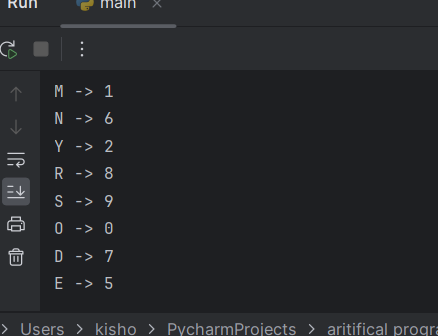 Run
main
M -> 1
N -> 6
Y -> 2
R -> 8
S -> 9
O -> 0
D -> 7
E -> 5
> Users > kisho > PycharmProjects > aritifical progra